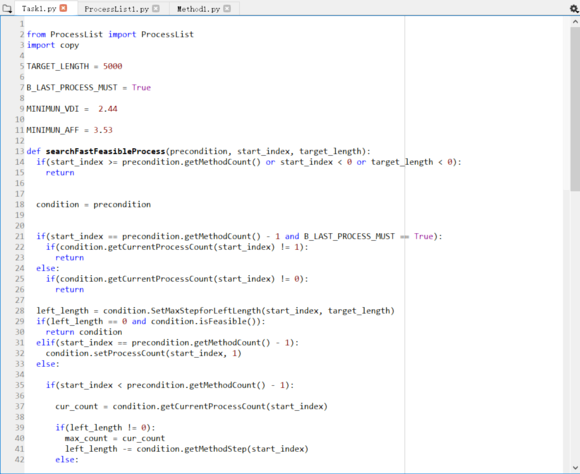 Task1.py
ProcessList1.py
Method1.py
1
2 from ProcessList import ProcessList
3 import copy
4
5 TARGET_LENGTH = 5000
6
7 B_LAST_PROCESS_MUST = True
8
9 MINIMUN_VDI =  2.44
10
11 MINIMUN_AFF = 3.53
12
13 def searchFastFeasibleProcess(precondition, start_index, target_length):
14   if(start_index >= precondition.getMethodCount() or start_index < 0 or target_length < 0):
15     return
16
17
18   condition = precondition
19
20
21   if(start_index == precondition.getMethodCount() - 1 and B_LAST_PROCESS_MUST == True):
22     if(condition.getCurrentProcessCount(start_index) != 1):
23       return
24   else:
25     if(condition.getCurrentProcessCount(start_index) != 0):
26       return
27
28   left_length = condition.SetMaxStepforLeftLength(start_index, target_length)
29   if(left_length == 0 and condition.isFeasible()):
30     return condition
31   elif(start_index == precondition.getMethodCount() - 1):
32     condition.setProcessCount(start_index, 1)
33   else:
34
35     if(start_index < precondition.getMethodCount() - 1):
36
37       cur_count = condition.getCurrentProcessCount(start_index)
38
39       if(left_length != 0):
40         max_count = cur_count
41         left_length -= condition.getMethodStep(start_index)
42       else: